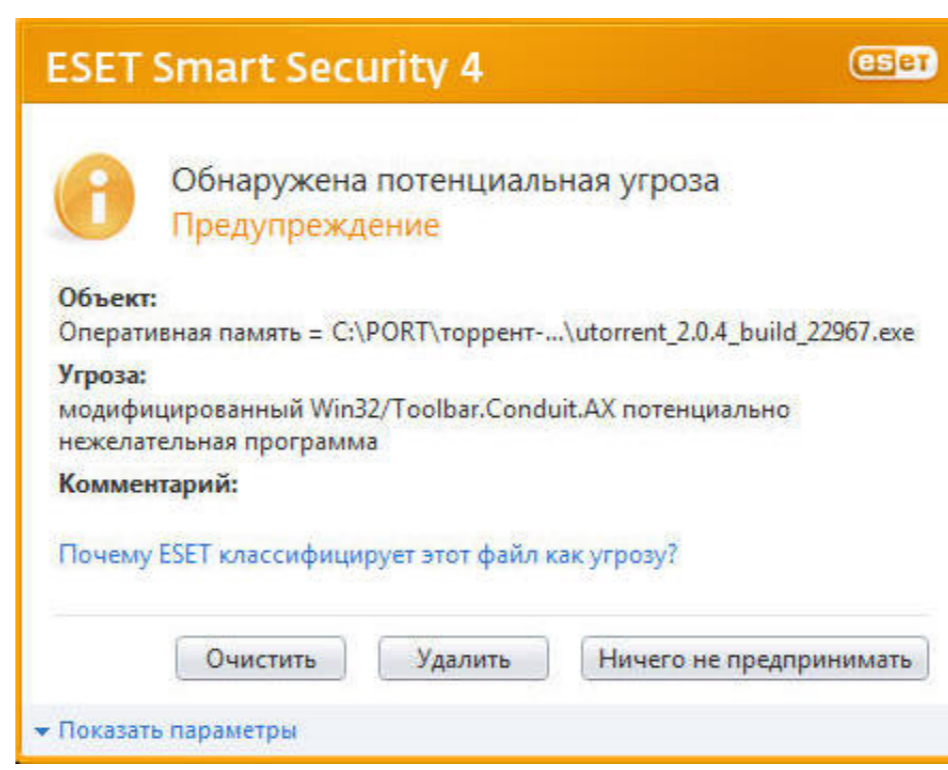 ESET Smart Security 4
eset
Обнаружена потенциальная угроза
Предупреждение
Объект:
Оперативная память = C:\PORT\торрент-...\utorrent_2.0.4_build_22967.exe
Угроза:
модифицированный Win32/Toolbar.Conduit.AX потенциально
нежелательная программа
Комментарий:
Почему ESET классифицирует этот файл как угрозу?
Очистить
Удалить
Ничего не предпринимать
Показать параметры